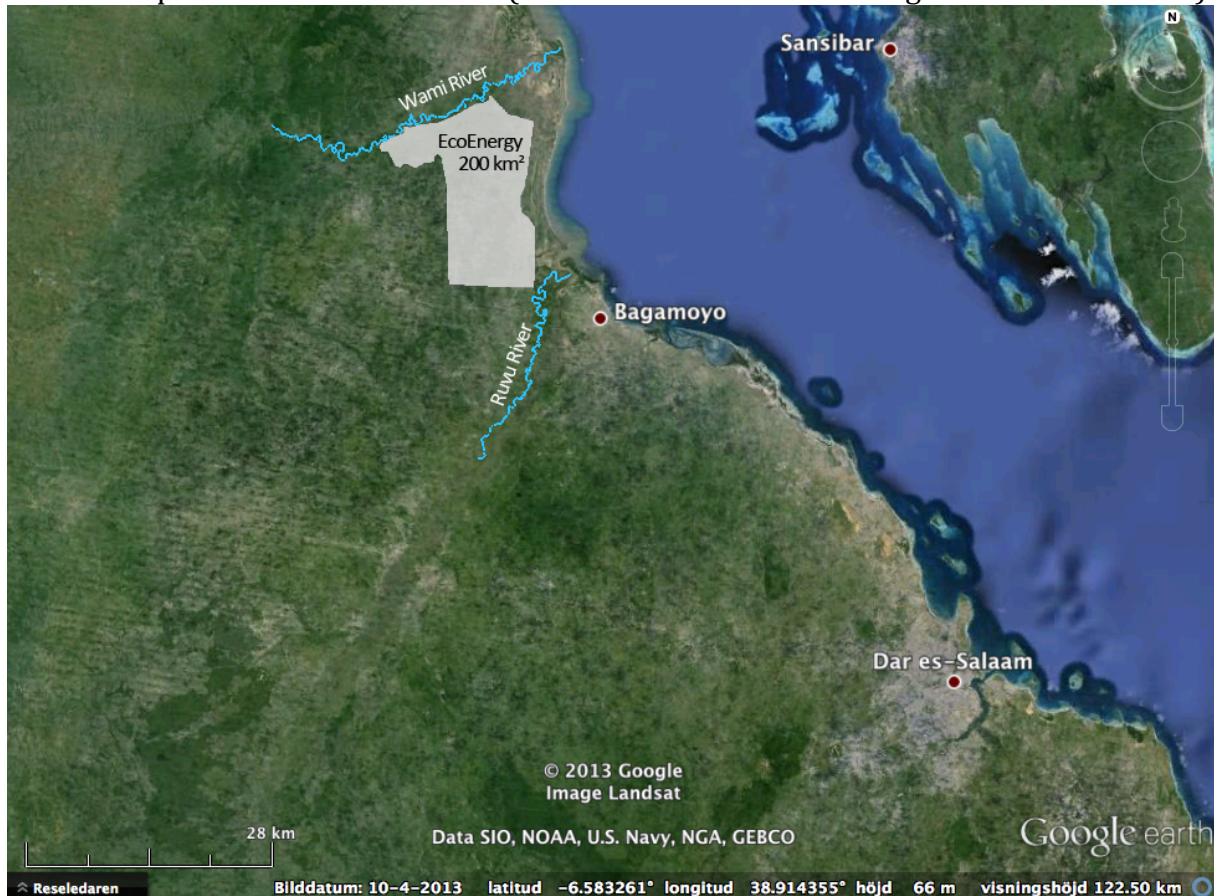 N
Sansibar
Wami River
EcoEnergy
200 km²
Bagamoyo
Ruvu River
Dar es-Salaam
© 2013 Google
Image Landsat
28 km
Data SIO, NOAA, U.S. Navy, NGA, GEBCO
Google earth
Reseledaren
Bilddatum: 10-4-2013 latitud -6.583261° longitud 38.914355° höjd 66 m visningshöjd 122.50 km